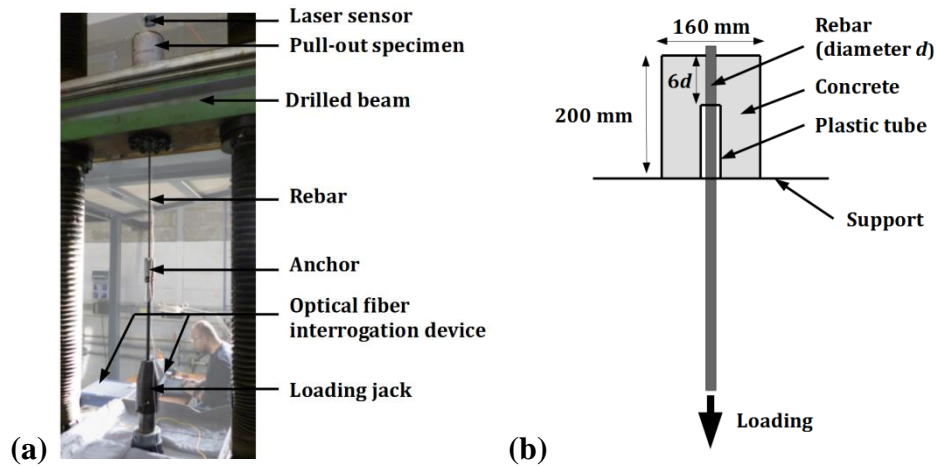 Laser sensor
Pull-out specimen
Drilled beam
Rebar
Anchor
Optical fiber
interrogation device
Loading jack
(a)
160 mm
Rebar
(diameter d)
6d
Concrete
200 mm
Plastic tube
Support
Loading
(b)